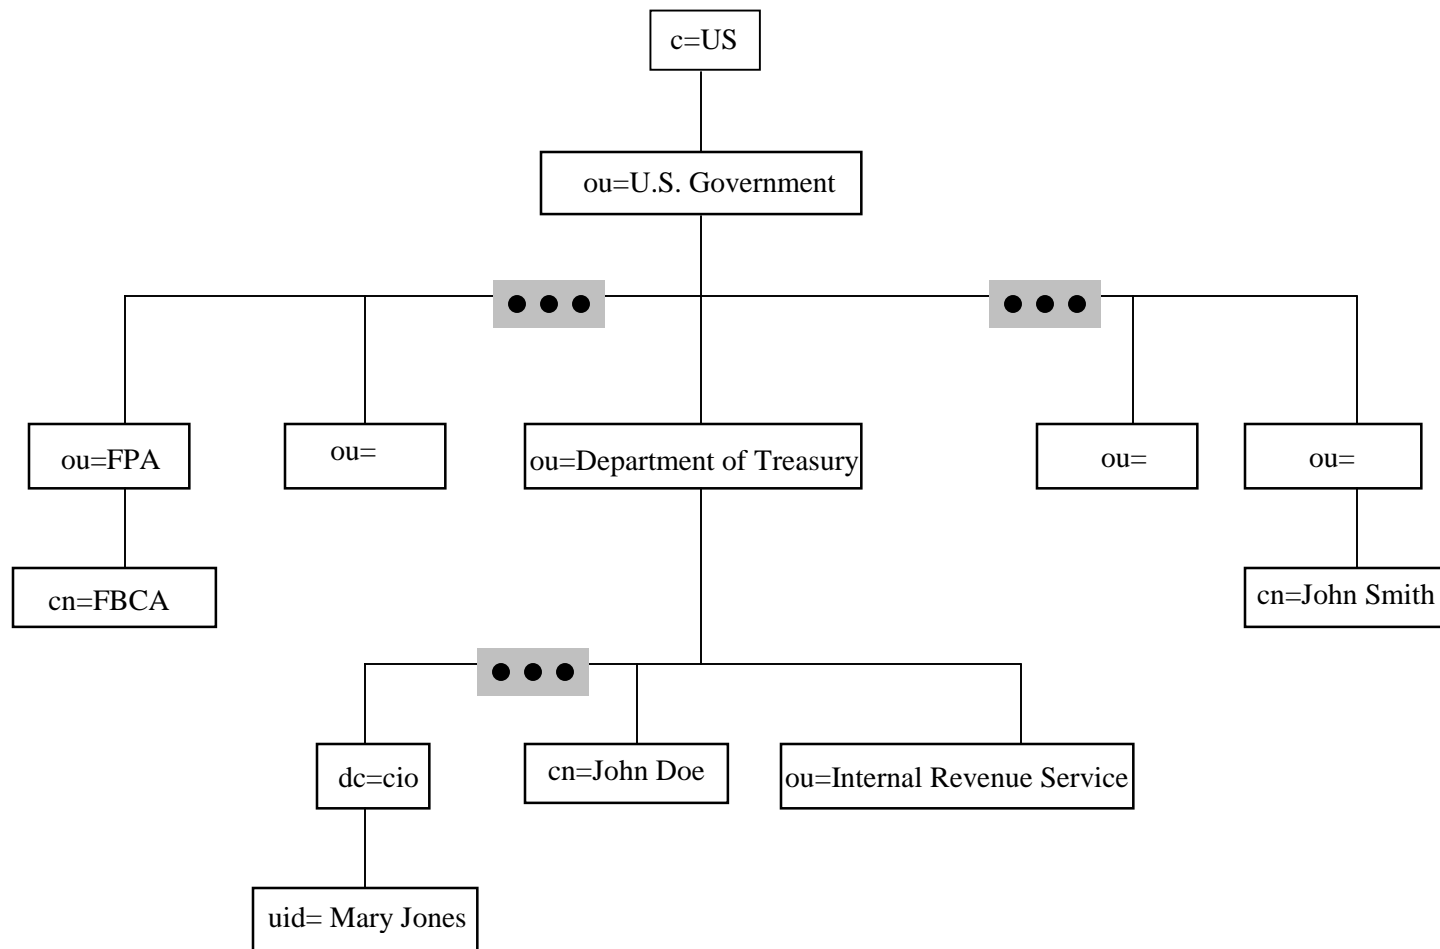 c=US
ou=U.S. Government
ou=FPA
ou=
ou=Department of Treasury
ou=
ou=
cn=FBCA
cn=John Smith
dc=cio
cn=John Doe
ou=Internal Revenue Service
uid= Mary Jones